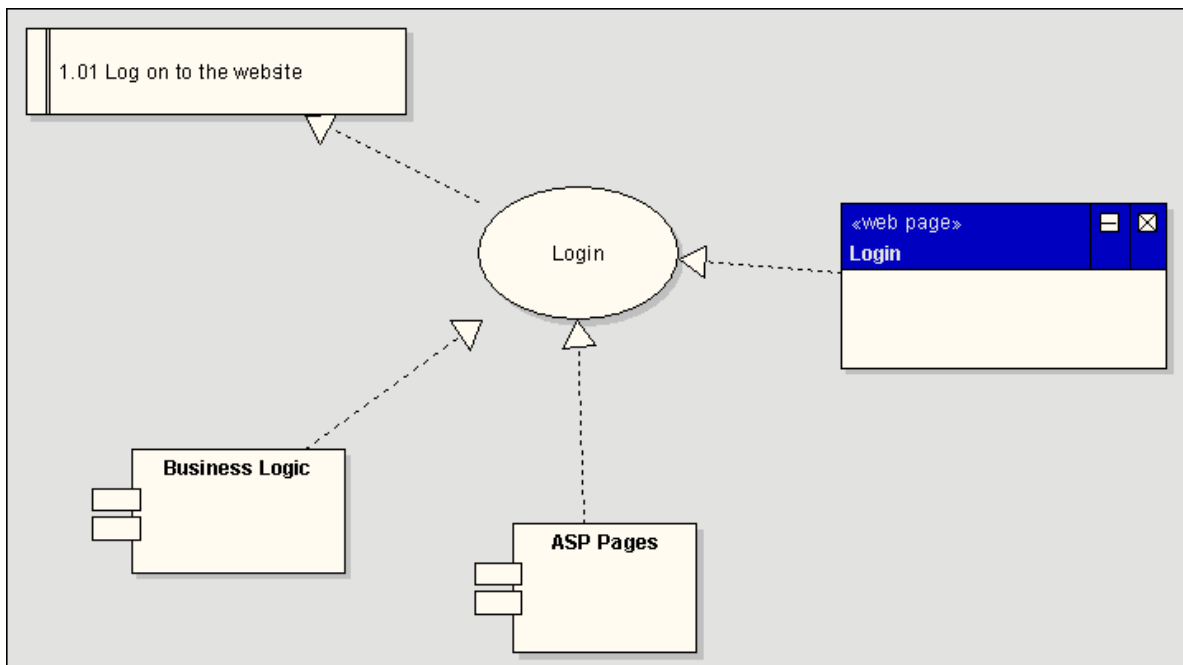 1.01 Log on to the website
Login
«web page»
Login
Business Logic
ASP Pages